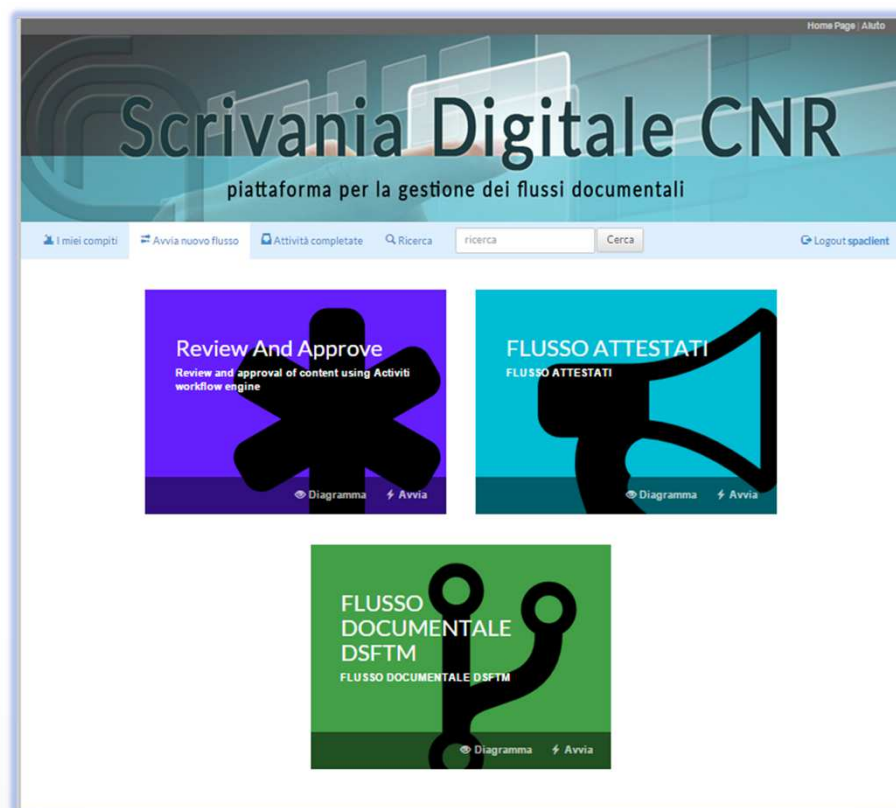 Home Page | Aiuto
Scrivania Digitale CNR
piattaforma per la gestione dei flussi documentali
I miei compiti Avvia nuovo flusso Attività completate Ricerca ricerca Cerca Logout spaclient
Review And Approve
Review and approval of content using Activiti
workflow engine
Diagramma Avvia
FLUSSO ATTESTATI
FLUSSO ATTESTATI
Diagramma Avvia
FLUSSO
DOCUMENTALE
DSFTM
FLUSSO DOCUMENTALE DSFTM
Diagramma Avvia